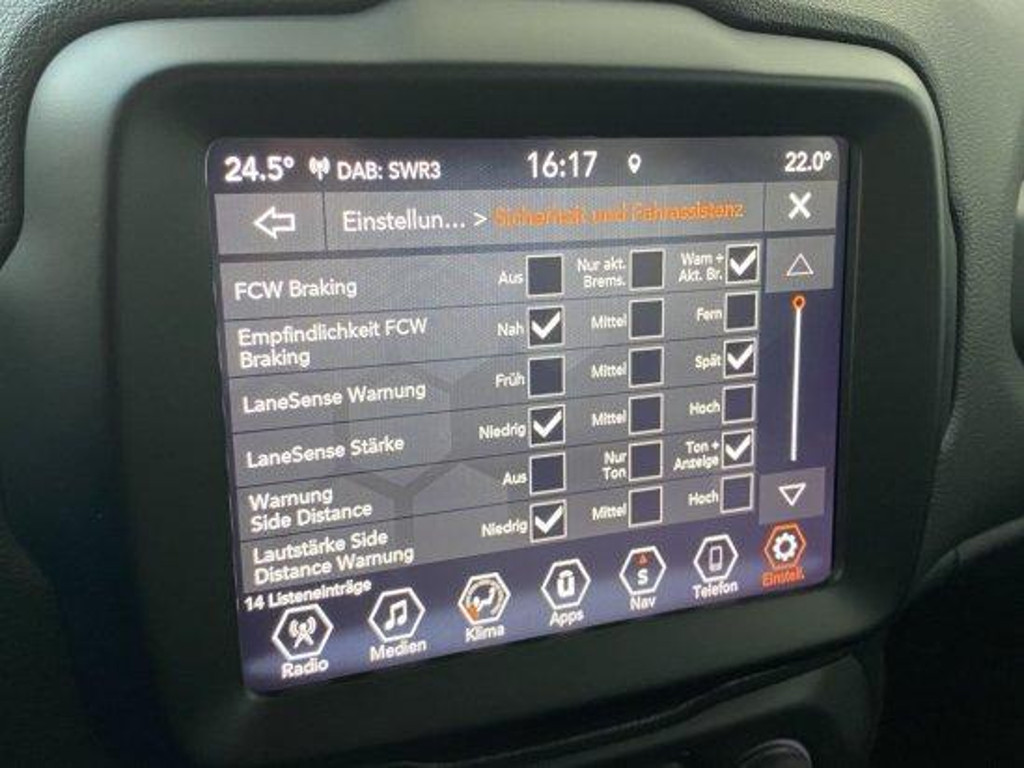 24.5° DAB: SWR3 16:17 22.0°
Einstellun... > Sicherheit und Fahrassistenz
FCW Braking Aus Nur akt. Brems. Warn + Akt. Br.
Empfindlichkeit FCW Braking Nah Mittel Fern
LaneSense Warnung Früh Mittel Spät
LaneSense Stärke Niedrig Mittel Hoch
Warnung Side Distance Aus Nur Ton Ton + Anzeige
Lautstärke Side Distance Warnung Niedrig Mittel Hoch
14 Listeneinträge
Radio Medien Klima Apps Nav Telefon Einstell.